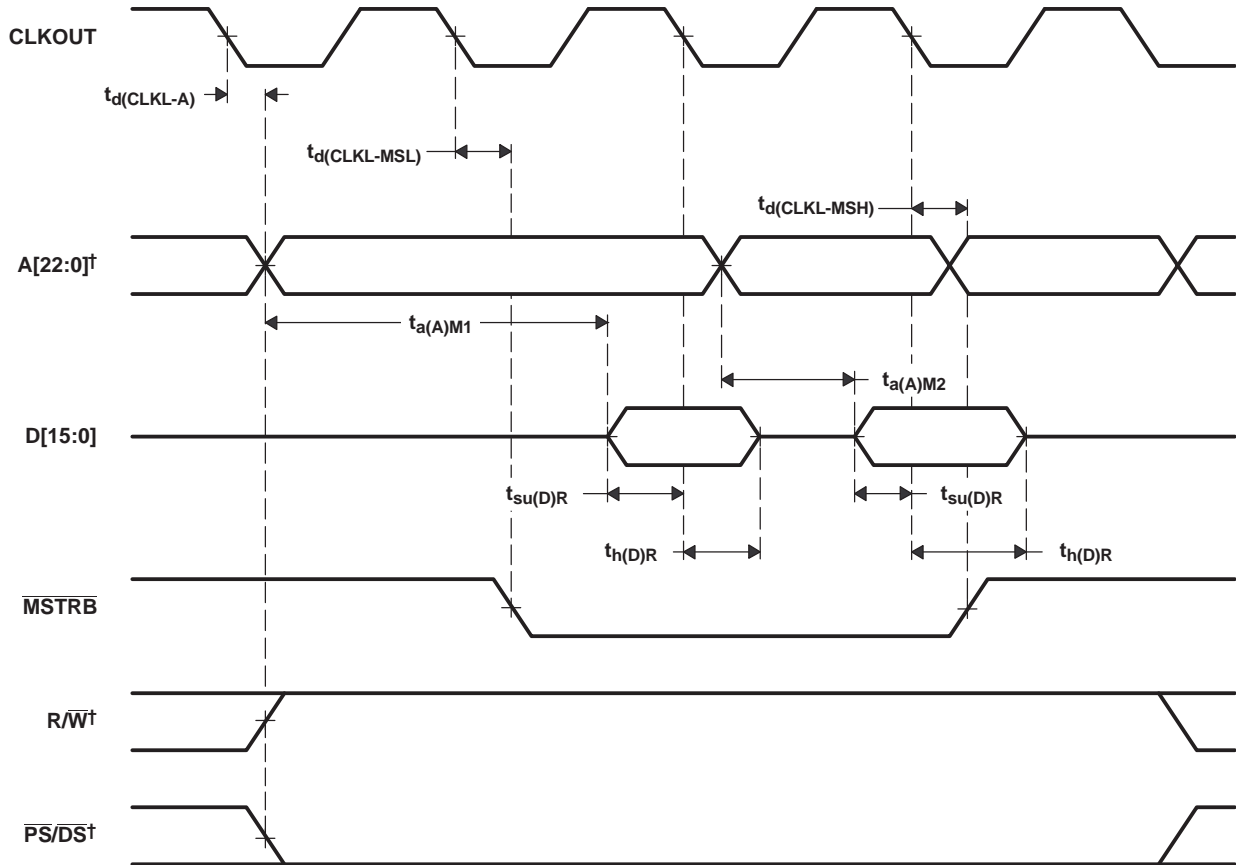 CLKOUT
td(CLKL-A)
td(CLKL-MSL)
td(CLKL-MSH)
A[22:0]†
ta(A)M1
ta(A)M2
D[15:0]
tsu(D)R
tsu(D)R
th(D)R
th(D)R
MSTRB
R/W†
PS/DS†